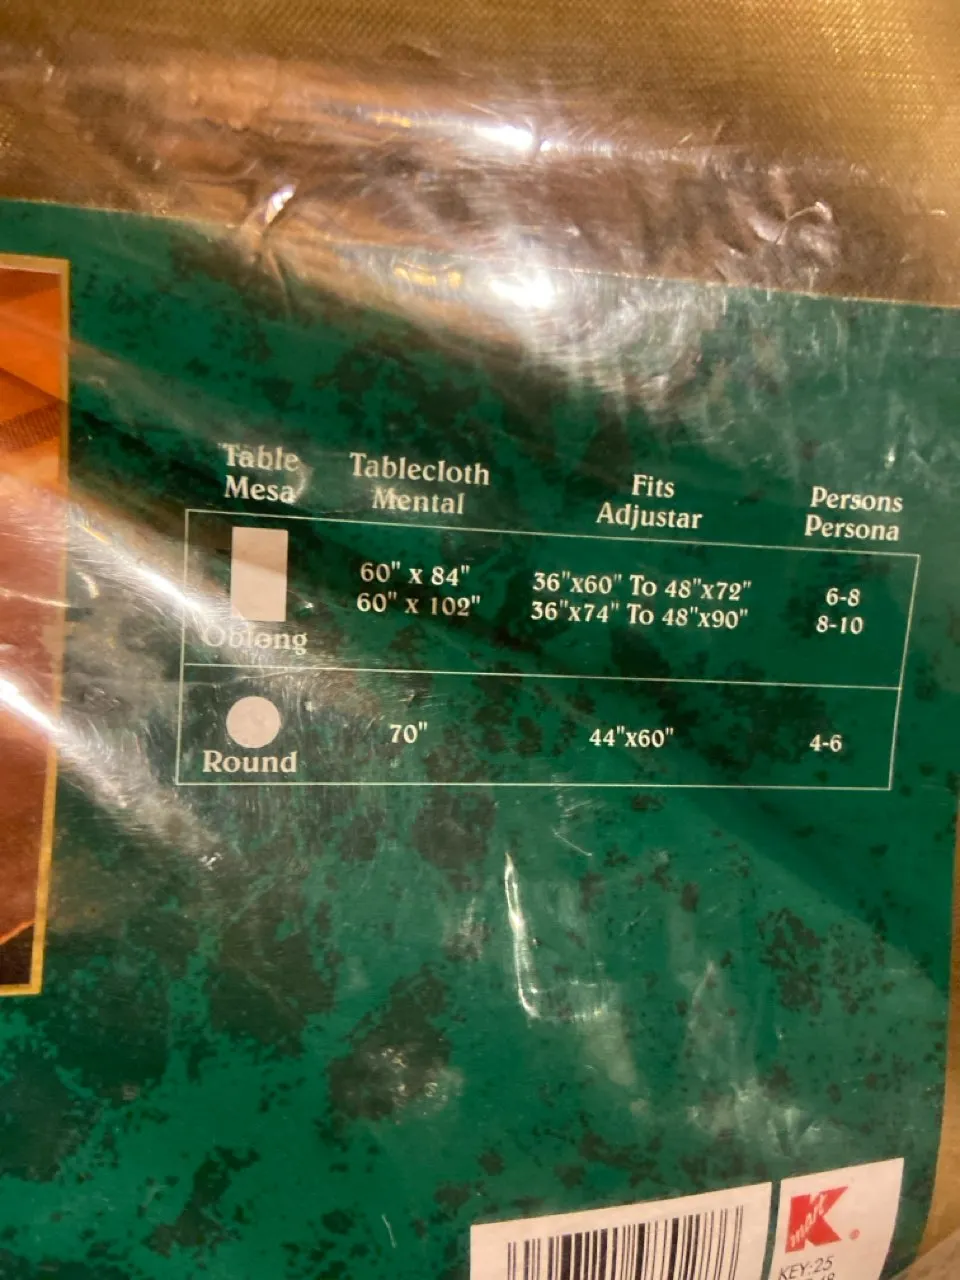 Table Tablecloth Fits Persons
Mesa Mental Adjustar Persona
60" x 84" 36"x60" To 48"x72" 6-8
60" x 102" 36"x74" To 48"x90" 8-10
Oblong
70" 44"x60" 4-6
Round
K
mart ®
KEY:25